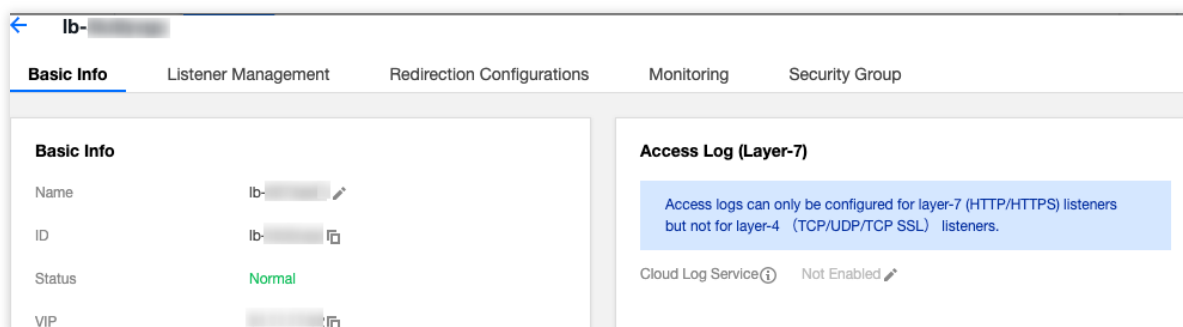 lb-
Basic Info Listener Management Redirection Configurations Monitoring Security Group
Basic Info
Name lb-
ID lb-
Status Normal
VIP
Access Log (Layer-7)
Access logs can only be configured for layer-7 (HTTP/HTTPS) listeners
but not for layer-4 （TCP/UDP/TCP SSL） listeners.
Cloud Log Service Not Enabled